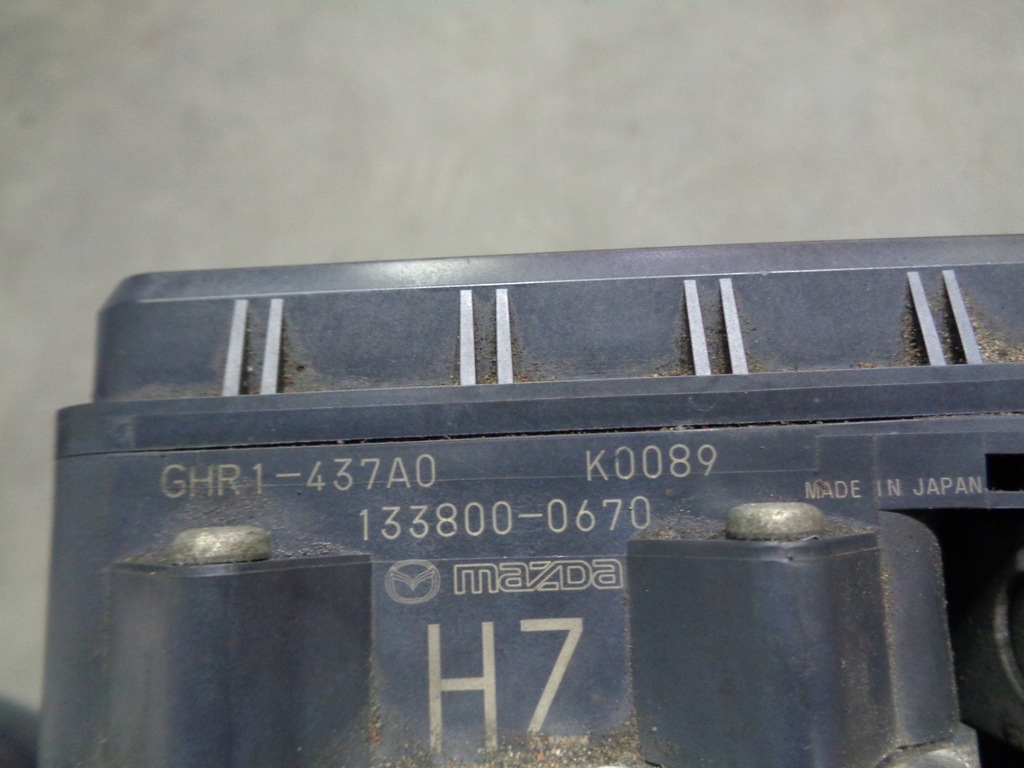 GHR1-437A0 K0089
133800-0670 MADE IN JAPAN
mazDa
H7